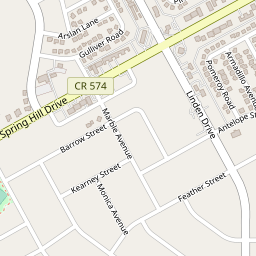 Arslan Lane
Gulliver Road
CR 574
Spring Hill Drive
Linden Drive
Armadillo Avenue
Pomeroy Road
Antelope
Marble Avenue
Barrow Street
Kearney Street
Monica Avenue
Feather Street